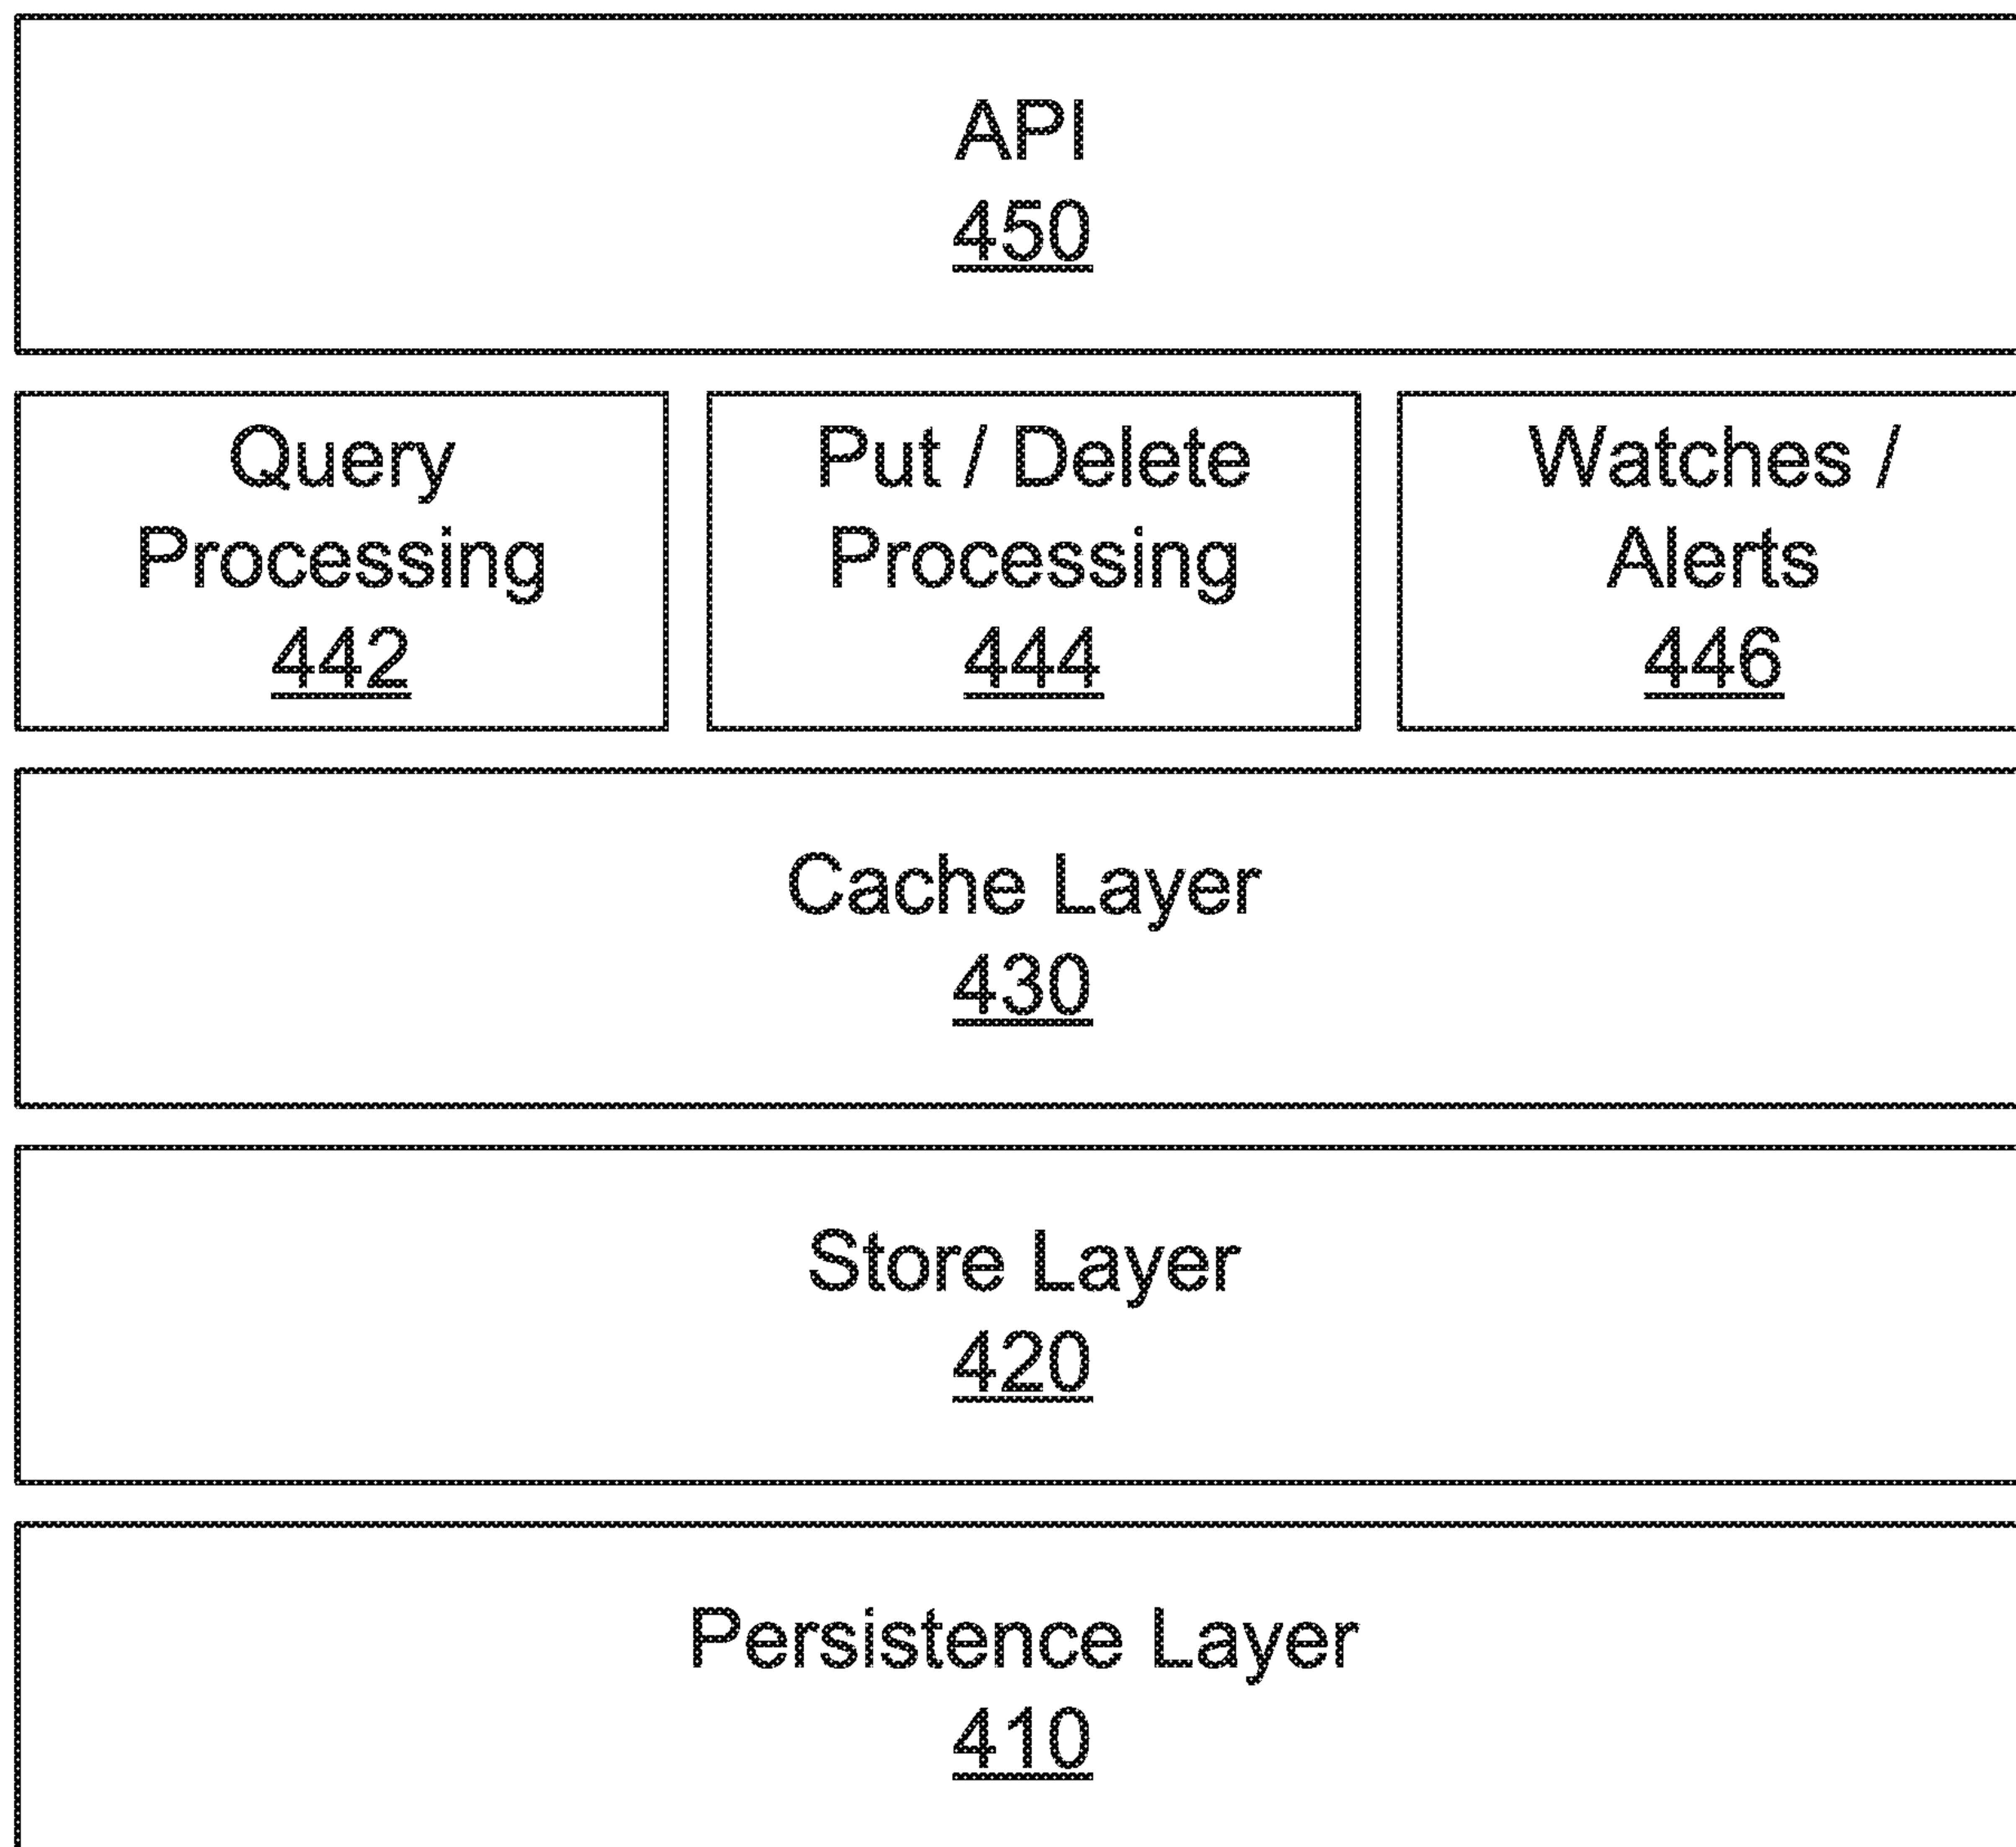 API
450
Query
Processing
442
Put / Delete
Processing
444
Watches /
Alerts
446
Cache Layer
430
Store Layer
420
Persistence Layer
410